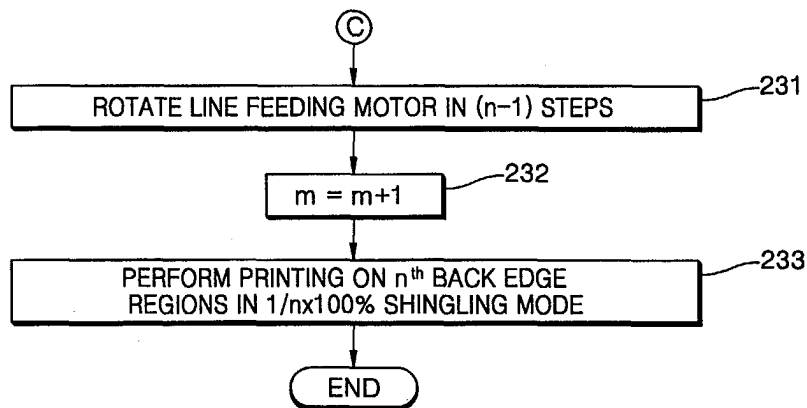 C
ROTATE LINE FEEDING MOTOR IN (n-1) STEPS
231
m = m+1
232
PERFORM PRINTING ON nth BACK EDGE
REGIONS IN 1/nx100% SHINGLING MODE
233
END